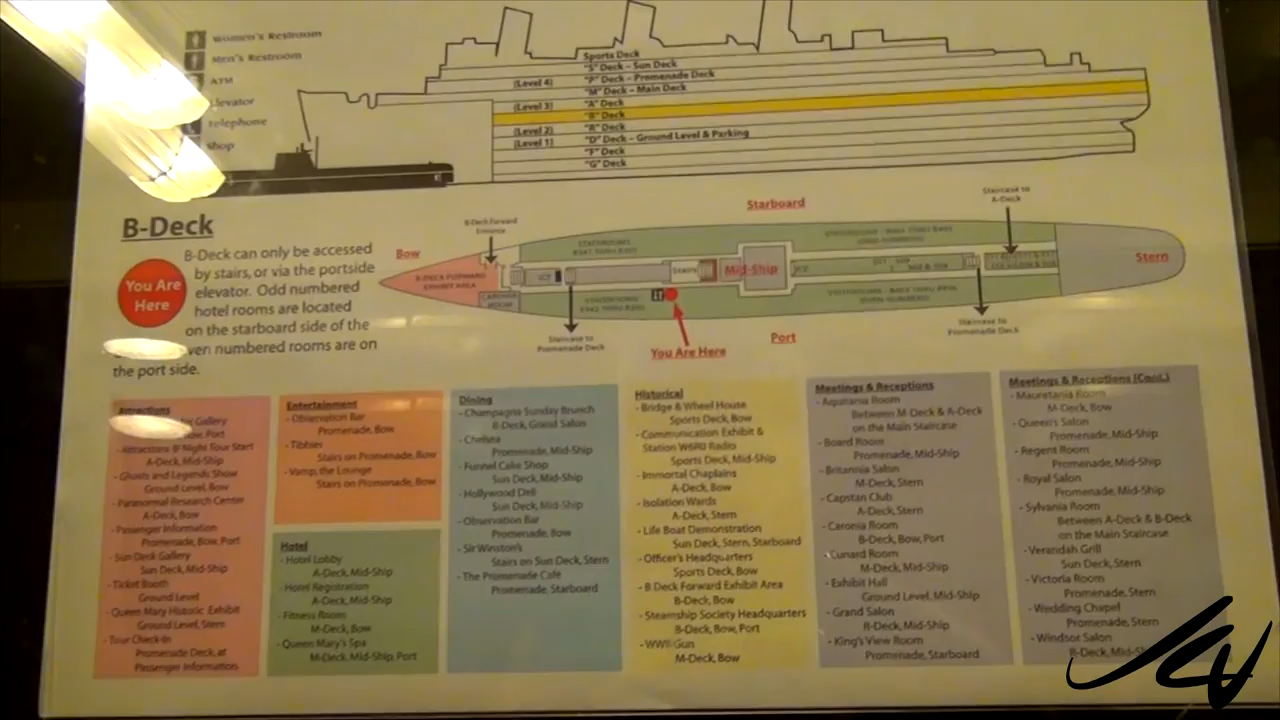 Women's Restroom
Men's Restroom
ATM
Elevator
Telephone
Shop
Sports Deck
"S" Deck - Sun Deck
(Level 4) "P" Deck - Promenade Deck
"M" Deck - Main Deck
(Level 3) "A" Deck
"B" Deck
(Level 2) "R" Deck
(Level 1) "D" Deck - Ground Level & Parking
"F" Deck
"G" Deck
B-Deck
You Are
Here
B-Deck can only be accessed
by stairs, or via the portside
elevator. Odd numbered
hotel rooms are located
on the starboard side of the
ven numbered rooms are on
the port side.
Starboard
Staircase to
A-Deck
B-Deck Forward
Entrance
Bow
B-DECK FORWARD
EXHIBIT AREA
CARONIA
ROOM
Stairs
Mid-Ship
Stern
Staircase to
Promenade Deck
You Are Here
Port
Staircase to
Promenade Deck
Attractions
Gallery
Port
Attractions @ Night Tour Start
A-Deck, Mid-Ship
Ghosts and Legends Show
Ground Level, Bow
Paranormal Research Center
A-Deck, Bow
- Passenger Information
Promenade, Bow, Port
- Sun Deck Gallery
Sun Deck, Mid-Ship
- Ticket Booth
Ground Level
- Queen Mary Historic Exhibit
Ground Level, Stern
- Tour Check-in
Promenade Deck, at
Passenger Information
Entertainment
- Observation Bar
Promenade, Bow
- Tibbies
Stairs on Promenade, Bow
- Vamp, the Lounge
Stairs on Promenade, Bow
Hotel
- Hotel Lobby
A-Deck, Mid-Ship
- Hotel Registration
A-Deck, Mid-Ship
- Fitness Room
M-Deck, Bow
- Queen Mary's Spa
M-Deck, Mid-Ship, Port
Dining
- Champagne Sunday Brunch
R-Deck, Grand Salon
- Chelsea
Promenade, Mid-Ship
- Funnel Cake Shop
Sun Deck, Mid-Ship
- Hollywood Deli
Sun Deck, Mid-Ship
- Observation Bar
Promenade, Bow
- Sir Winston's
Stairs on Sun Deck, Stern
- The Promenade Café
Promenade, Starboard
Historical
- Bridge & Wheel House
Sports Deck, Bow
- Communication Exhibit &
Station W6RO Radio
Sports Deck, Mid-Ship
- Immortal Chaplains
A-Deck, Bow
- Isolation Wards
A-Deck, Stern
- Life Boat Demonstration
Sun Deck, Stern, Starboard
- Officer's Headquarters
Sports Deck, Bow
- B Deck Forward Exhibit Area
B-Deck, Bow
- Steamship Society Headquarters
B-Deck, Bow, Port
- WWII Gun
M-Deck, Bow
Meetings & Receptions
- Aquitania Room
Between M-Deck & A-Deck
on the Main Staircase
- Board Room
Promenade, Mid-Ship
- Britannia Salon
M-Deck, Stern
- Capstan Club
A-Deck, Stern
- Caronia Room
B-Deck, Bow, Port
- Cunard Room
M-Deck, Mid-Ship
- Exhibit Hall
Ground Level, Mid-Ship
- Grand Salon
R-Deck, Mid-Ship
- King's View Room
Promenade, Starboard
Meetings & Receptions (Cont.)
- Mauretania Room
M-Deck, Bow
- Queen's Salon
Promenade, Mid-Ship
- Regent Room
Promenade, Mid-Ship
- Royal Salon
Promenade, Mid-Ship
- Sylvania Room
Between A-Deck & B-Deck
on the Main Staircase
- Verandah Grill
Sun Deck, Stern
- Victoria Room
Promenade, Stern
- Wedding Chapel
Promenade, Stern
- Windsor Salon
R-Deck, Mid-Sh